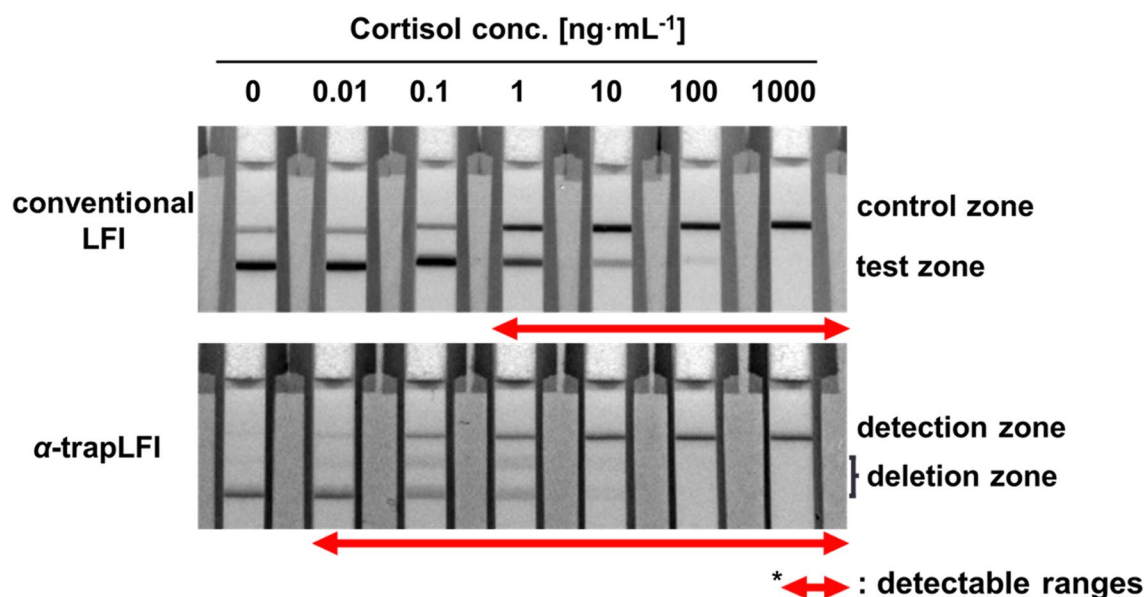 Cortisol conc. [ng·mL⁻¹]
0 0.01 0.1 1 10 100 1000
conventional
LFI
control zone
test zone
α-trapLFI
detection zone
deletion zone
* : detectable ranges